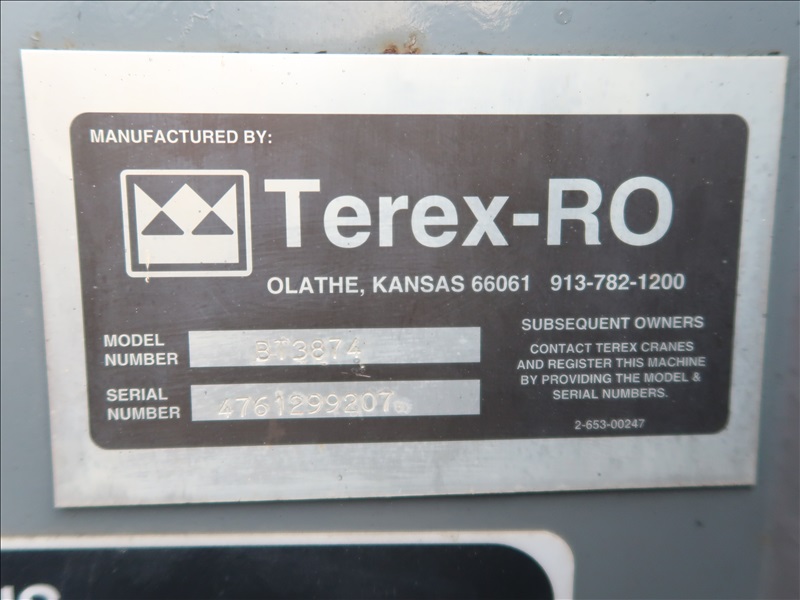 MANUFACTURED BY:
Terex-RO
OLATHE, KANSAS 66061 913-782-1200
MODEL
NUMBER
BT3874
SERIAL
NUMBER
4761299207
SUBSEQUENT OWNERS
CONTACT TEREX CRANES
AND REGISTER THIS MACHINE
BY PROVIDING THE MODEL &
SERIAL NUMBERS.
2-653-00247